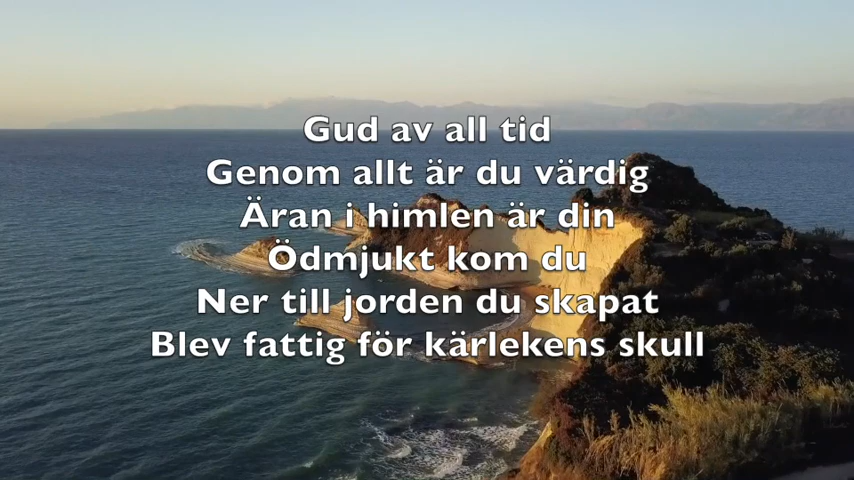 Gud av all tid
Genom allt är du värdig
Äran i himlen är din
Ödmjukt kom du
Ner till jorden du skapat
Blev fattig för kärlekens skull